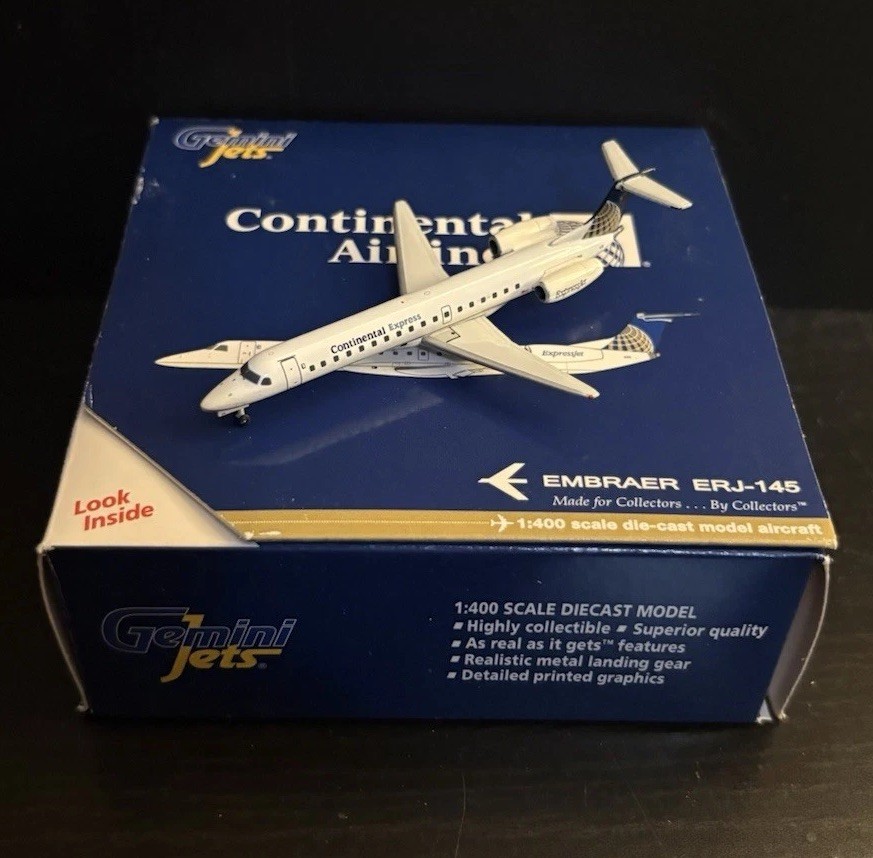 Gemini
Jets
Continental
Airlines
Continental Express
ExpressJet
ExpressJet
EMBRAER ERJ-145
Made for Collectors . . . By Collectors™
Look
Inside
1:400 scale die-cast model aircraft
Gemini
Jets
1:400 SCALE DIECAST MODEL
Highly collectible ▪ Superior quality
▪ As real as it gets™ features
▪ Realistic metal landing gear
▪ Detailed printed graphics